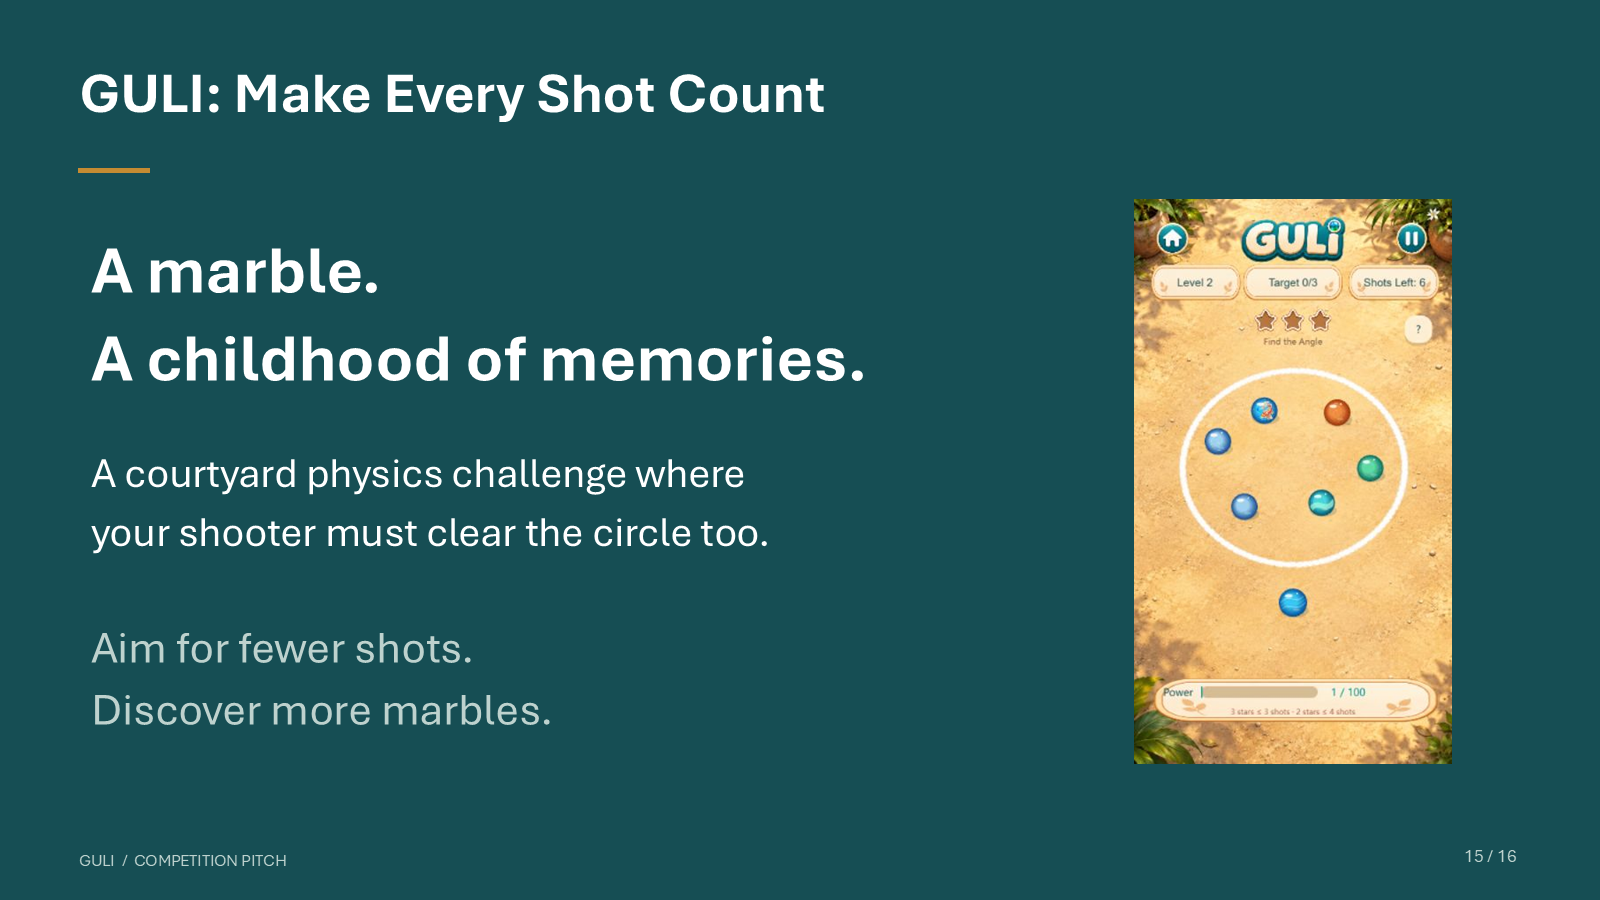 GULI: Make Every Shot Count
A marble.
A childhood of memories.
A courtyard physics challenge where
your shooter must clear the circle too.
Aim for fewer shots.
Discover more marbles.
GULi
Level 2
Target 0/3
Shots Left: 6
?
Find the Angle
Power
1 / 100
3 stars ≤ 3 shots · 2 stars ≤ 4 shots
GULI / COMPETITION PITCH
15 / 16